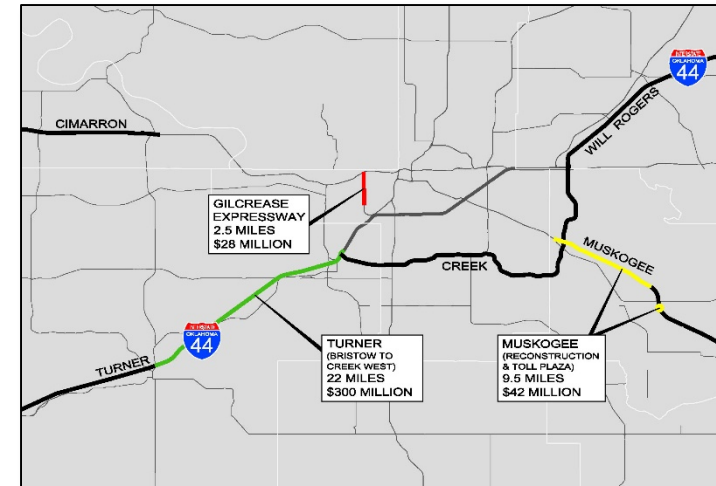 INTERSTATE
OKLAHOMA
44
WILL ROGERS
CIMARRON
GILCREASE
EXPRESSWAY
2.5 MILES
$28 MILLION
MUSKOGEE
CREEK
INTERSTATE
OKLAHOMA
44
TURNER
TURNER
(BRISTOW TO
CREEK WEST)
22 MILES
$300 MILLION
MUSKOGEE
(RECONSTRUCTION
& TOLL PLAZA)
9.5 MILES
$42 MILLION